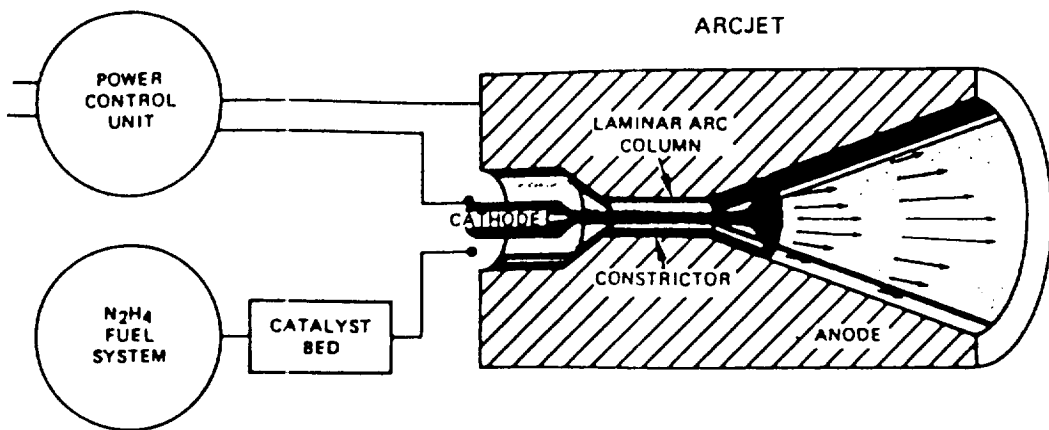 ARCJET
POWER
CONTROL
UNIT
LAMINAR ARC
COLUMN
CATHODE
CONSTRICTOR
N₂H₄
FUEL
SYSTEM
CATALYST
BED
ANODE